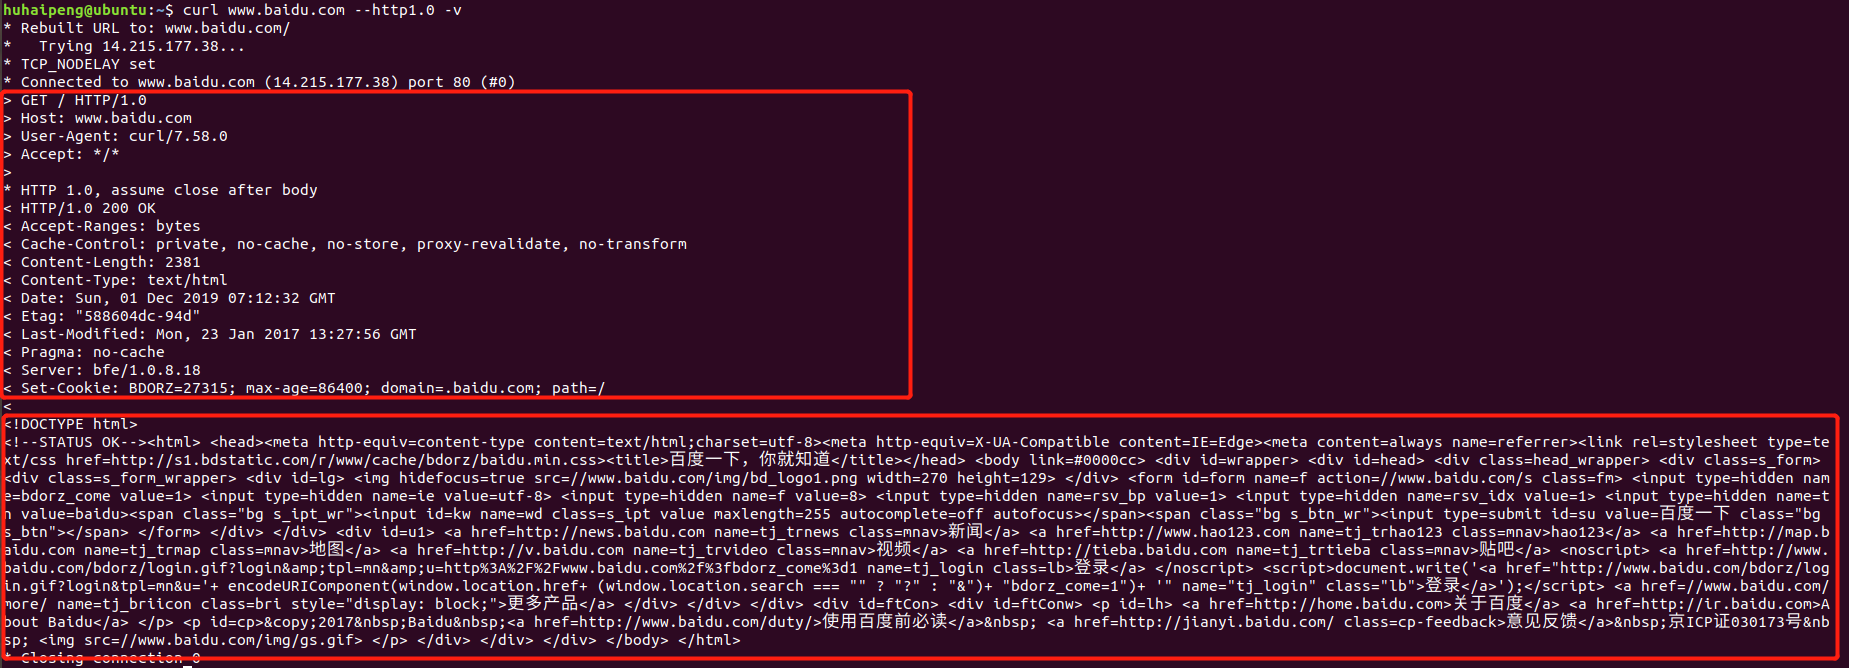 huhaipeng@ubuntu:~$ curl www.baidu.com --http1.0 -v
* Rebuilt URL to: www.baidu.com/
*   Trying 14.215.177.38...
* TCP_NODELAY set
* Connected to www.baidu.com (14.215.177.38) port 80 (#0)
> GET / HTTP/1.0
> Host: www.baidu.com
> User-Agent: curl/7.58.0
> Accept: */*
>
* HTTP 1.0, assume close after body
< HTTP/1.0 200 OK
< Accept-Ranges: bytes
< Cache-Control: private, no-cache, no-store, proxy-revalidate, no-transform
< Content-Length: 2381
< Content-Type: text/html
< Date: Sun, 01 Dec 2019 07:12:32 GMT
< Etag: "588604dc-94d"
< Last-Modified: Mon, 23 Jan 2017 13:27:56 GMT
< Pragma: no-cache
< Server: bfe/1.0.8.18
< Set-Cookie: BDORZ=27315; max-age=86400; domain=.baidu.com; path=/
<
<!DOCTYPE html>
<!--STATUS OK--><html> <head><meta http-equiv=content-type content=text/html;charset=utf-8><meta http-equiv=X-UA-Compatible content=IE=Edge><meta content=always name=referrer><link rel=stylesheet type=te
xt/css href=http://s1.bdstatic.com/r/www/cache/bdorz/baidu.min.css><title>百度一下，你就知道</title></head> <body link=#0000cc> <div id=wrapper> <div id=head> <div class=head_wrapper> <div class=s_form>
<div class=s_form_wrapper> <div id=lg> <img hidefocus=true src=//www.baidu.com/img/bd_logo1.png width=270 height=129> </div> <form id=form name=f action=//www.baidu.com/s class=fm> <input type=hidden nam
e=bdorz_come value=1> <input type=hidden name=ie value=utf-8> <input type=hidden name=f value=8> <input type=hidden name=rsv_bp value=1> <input type=hidden name=rsv_idx value=1> <input type=hidden name=t
n value=baidu><span class="bg s_ipt_wr"><input id=kw name=wd class=s_ipt value maxlength=255 autocomplete=off autofocus></span><span class="bg s_btn_wr"><input type=submit id=su value=百度一下 class="bg
s_btn"></span> </form> </div> </div> <div id=u1> <a href=http://news.baidu.com name=tj_trnews class=mnav>新闻</a> <a href=http://www.hao123.com name=tj_trhao123 class=mnav>hao123</a> <a href=http://map.b
aidu.com name=tj_trmap class=mnav>地图</a> <a href=http://v.baidu.com name=tj_trvideo class=mnav>视频</a> <a href=http://tieba.baidu.com name=tj_trtieba class=mnav>贴吧</a> <noscript> <a href=http://www.
baidu.com/bdorz/login.gif?login&amp;tpl=mn&amp;u=http%3A%2F%2Fwww.baidu.com%2f%3fbdorz_come%3d1 name=tj_login class=lb>登录</a> </noscript> <script>document.write('<a href="http://www.baidu.com/bdorz/log
in.gif?login&tpl=mn&u='+ encodeURIComponent(window.location.href+ (window.location.search === "" ? "?" : "&")+ "bdorz_come=1")+ '" name="tj_login" class="lb">登录</a>');</script> <a href=//www.baidu.com/
more/ name=tj_briicon class=bri style="display: block;">更多产品</a> </div> </div> </div> <div id=ftCon> <div id=ftConw> <p id=lh> <a href=http://home.baidu.com>关于百度</a> <a href=http://ir.baidu.com>A
bout Baidu</a> </p> <p id=cp>&copy;2017&nbsp;Baidu&nbsp;<a href=http://www.baidu.com/duty/>使用百度前必读</a>&nbsp; <a href=http://jianyi.baidu.com/ class=cp-feedback>意见反馈</a>&nbsp;京ICP证030173号&nb
sp; <img src=//www.baidu.com/img/gs.gif> </p> </div> </div> </div> </body> </html>
* Closing connection 0